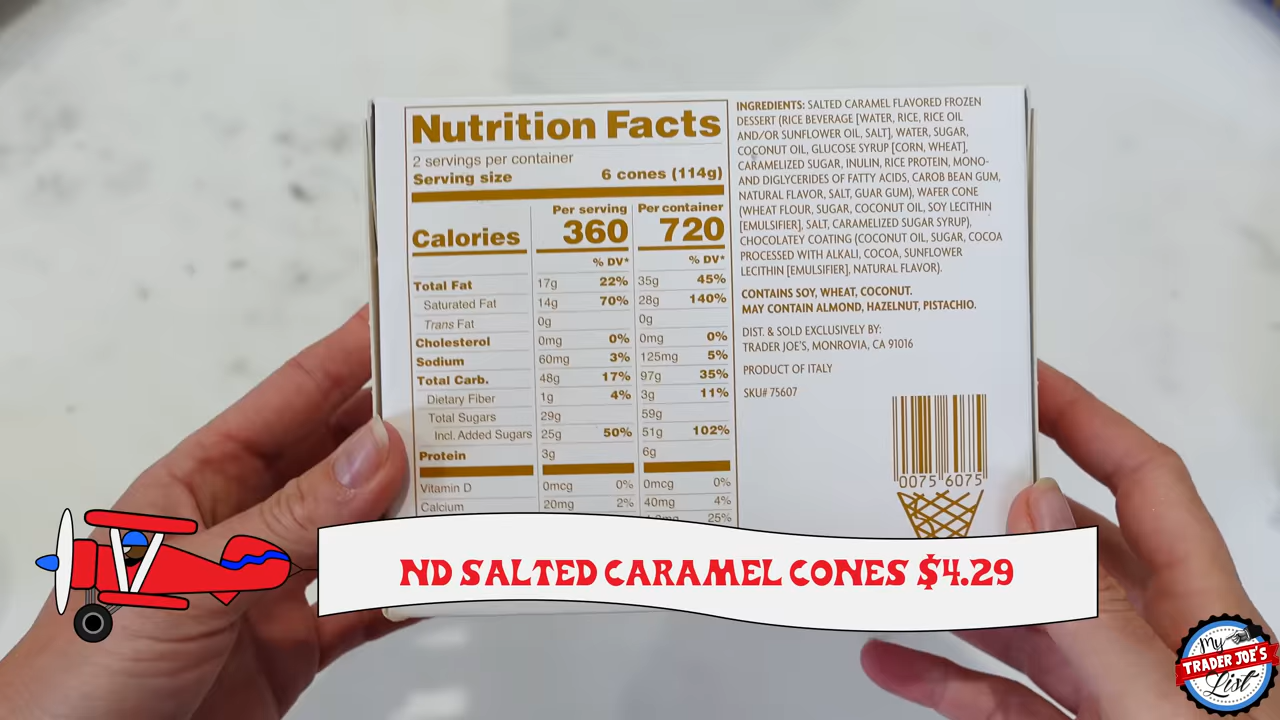 Nutrition Facts
2 servings per container
Serving size 6 cones (114g)
Per serving Per container
Calories 360 720
% DV* % DV*
Total Fat 17g 22% 35g 45%
Saturated Fat 14g 70% 28g 140%
Trans Fat 0g 0g
Cholesterol 0mg 0% 0mg 0%
Sodium 60mg 3% 125mg 5%
Total Carb. 48g 17% 97g 35%
Dietary Fiber 1g 4% 3g 11%
Total Sugars 29g 59g
Incl. Added Sugars 25g 50% 51g 102%
Protein 3g 6g
Vitamin D 0mcg 0% 0mcg 0%
Calcium 20mg 2% 40mg 4%
25%
INGREDIENTS: SALTED CARAMEL FLAVORED FROZEN
DESSERT (RICE BEVERAGE [WATER, RICE, RICE OIL
AND/OR SUNFLOWER OIL, SALT], WATER, SUGAR,
COCONUT OIL, GLUCOSE SYRUP [CORN, WHEAT],
CARAMELIZED SUGAR, INULIN, RICE PROTEIN, MONO-
AND DIGLYCERIDES OF FATTY ACIDS, CAROB BEAN GUM,
NATURAL FLAVOR, SALT, GUAR GUM), WAFER CONE
(WHEAT FLOUR, SUGAR, COCONUT OIL, SOY LECITHIN
[EMULSIFIER], SALT, CARAMELIZED SUGAR SYRUP),
CHOCOLATEY COATING (COCONUT OIL, SUGAR, COCOA
PROCESSED WITH ALKALI, COCOA, SUNFLOWER
LECITHIN [EMULSIFIER], NATURAL FLAVOR).
CONTAINS SOY, WHEAT, COCONUT.
MAY CONTAIN ALMOND, HAZELNUT, PISTACHIO.
DIST. & SOLD EXCLUSIVELY BY:
TRADER JOE'S, MONROVIA, CA 91016
PRODUCT OF ITALY
SKU# 75607
0075 6075
ND SALTED CARAMEL CONES $4.29
My
TRADER JOE'S
List